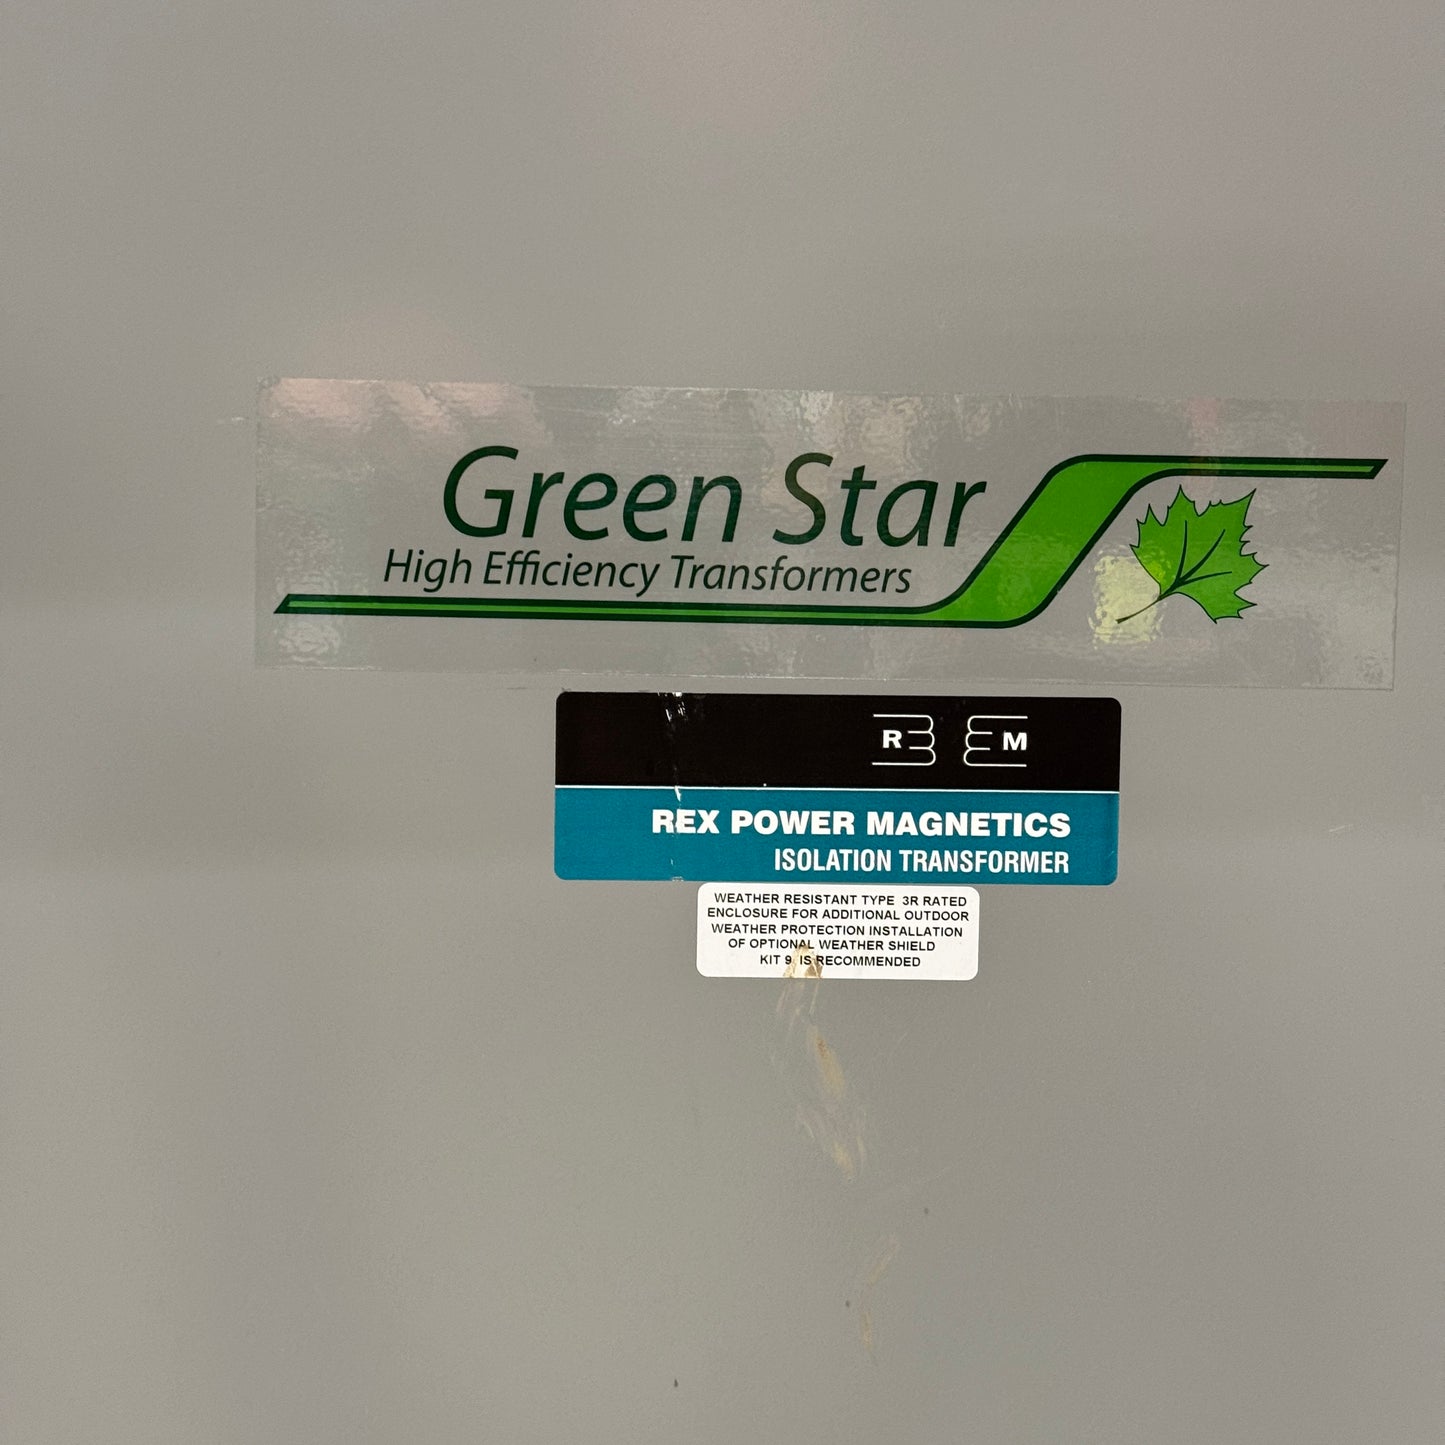 Green Star
High Efficiency Transformers
R M
REX POWER MAGNETICS
ISOLATION TRANSFORMER
WEATHER RESISTANT TYPE 3R RATED
ENCLOSURE FOR ADDITIONAL OUTDOOR
WEATHER PROTECTION INSTALLATION
OF OPTIONAL WEATHER SHIELD
KIT 9 IS RECOMMENDED